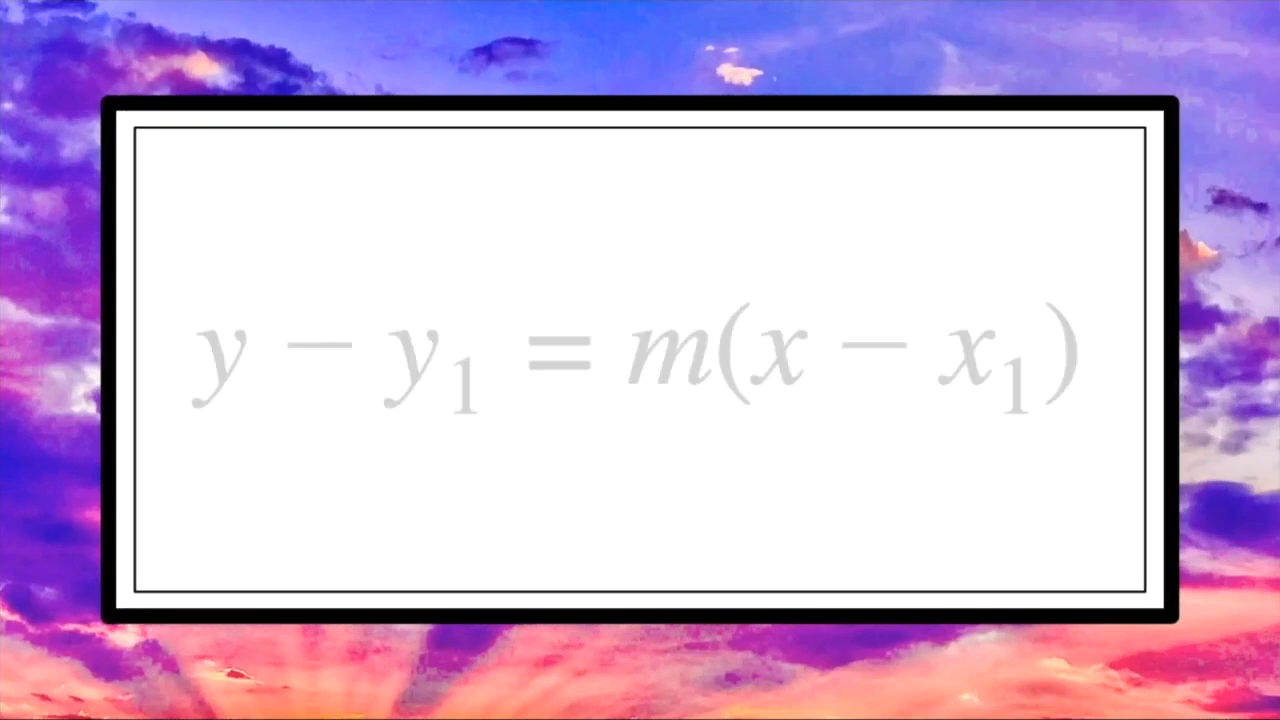 y − y₁ = m(x − x₁)